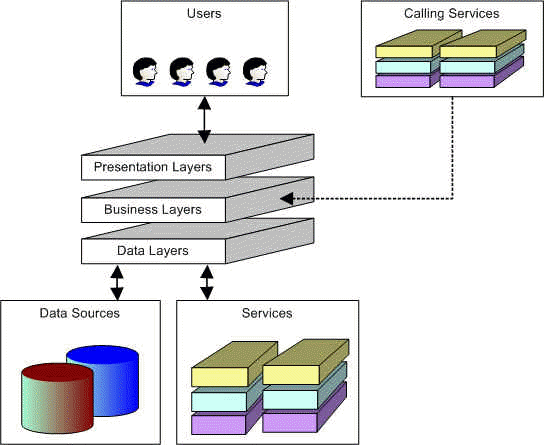 Users
Calling Services
Presentation Layers
Business Layers
Data Layers
Data Sources
Services